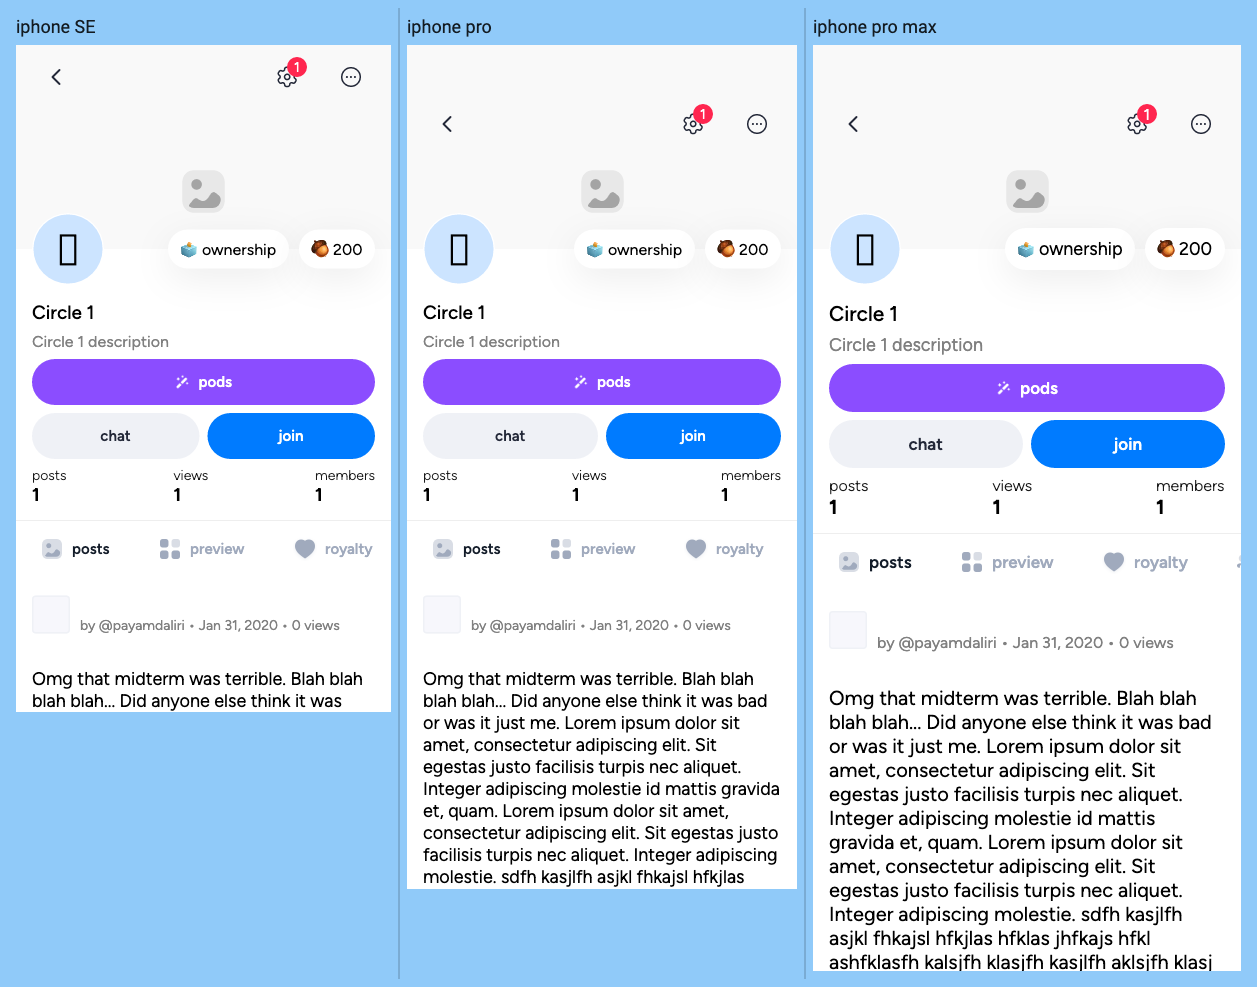 iphone SE
1
ownership
200
Circle 1
Circle 1 description
pods
chat
join
posts
views
members
1
1
1
posts
preview
royalty
by @payamdaliri • Jan 31, 2020 • 0 views
Omg that midterm was terrible. Blah blah
blah blah... Did anyone else think it was
iphone pro
1
ownership
200
Circle 1
Circle 1 description
pods
chat
join
posts
views
members
1
1
1
posts
preview
royalty
by @payamdaliri • Jan 31, 2020 • 0 views
Omg that midterm was terrible. Blah blah
blah blah... Did anyone else think it was bad
or was it just me. Lorem ipsum dolor sit
amet, consectetur adipiscing elit. Sit
egestas justo facilisis turpis nec aliquet.
Integer adipiscing molestie id mattis gravida
et, quam. Lorem ipsum dolor sit amet,
consectetur adipiscing elit. Sit egestas justo
facilisis turpis nec aliquet. Integer adipiscing
molestie. sdfh kasjlfh asjkl fhkajsl hfkjlas
iphone pro max
1
ownership
200
Circle 1
Circle 1 description
pods
chat
join
posts
views
members
1
1
1
posts
preview
royalty
by @payamdaliri • Jan 31, 2020 • 0 views
Omg that midterm was terrible. Blah blah
blah blah... Did anyone else think it was bad
or was it just me. Lorem ipsum dolor sit
amet, consectetur adipiscing elit. Sit
egestas justo facilisis turpis nec aliquet.
Integer adipiscing molestie id mattis
gravida et, quam. Lorem ipsum dolor sit
amet, consectetur adipiscing elit. Sit
egestas justo facilisis turpis nec aliquet.
Integer adipiscing molestie. sdfh kasjlfh
asjkl fhkajsl hfkjlas hfklas jhfkajs hfkl
ashfklasfh kalsjfh klasjfh kasjlfh aklsjfh klasj